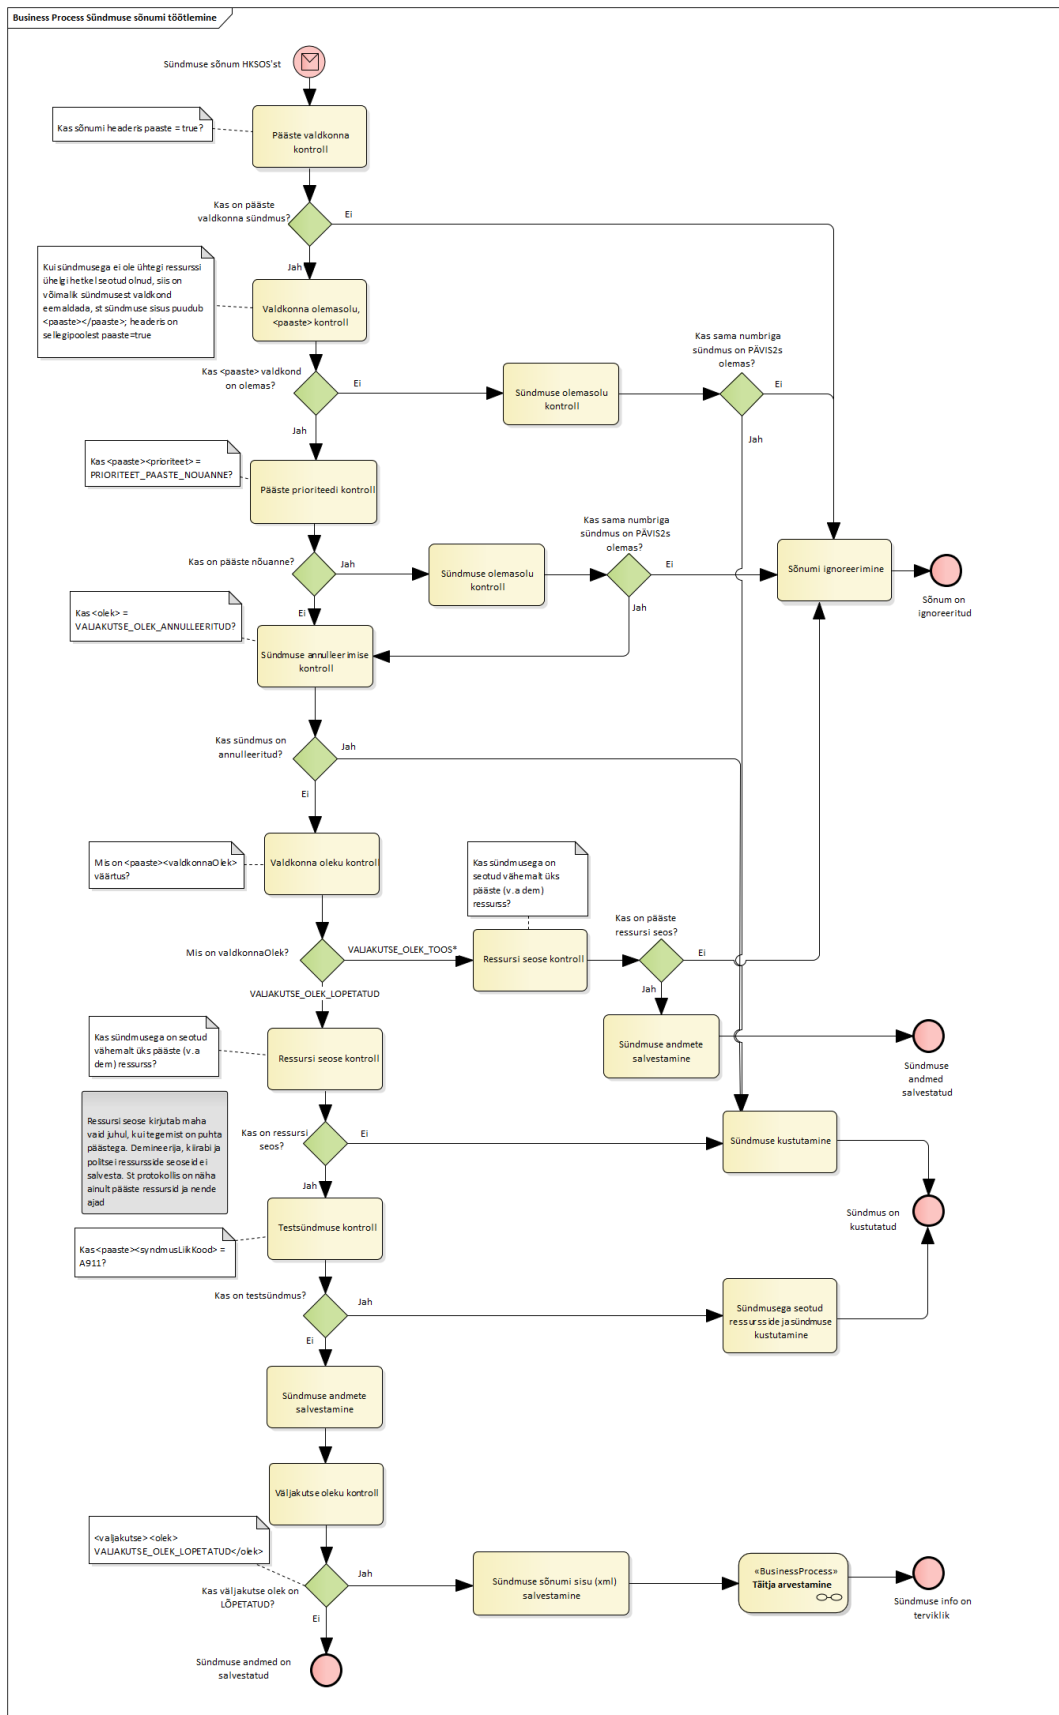 Business Process Sündmuse sõnumi töötlemine
Sündmuse sõnum HKSOS'st
Kas sõnumi headeris paaste = true?
Pääste valdkonna
kontroll
Kas on pääste
valdkonna sündmus?
Ei
Jah
Kui sündmusega ei ole ühtegi ressurssi
ühelgi hetkel seotud olnud, siis on
võimalik sündmusest valdkond
eemaldada, st sündmuse sisus puudub
<paaste></paaste>; headeris on
sellegipoolest paaste=true
Valdkonna olemasolu,
<paaste> kontroll
Kas <paaste> valdkond
on olemas?
Ei
Jah
Sündmuse olemasolu
kontroll
Kas sama numbriga
sündmus on PÄVIS2s
olemas?
Ei
Jah
Kas <paaste><prioriteet> =
PRIORITEET_PAASTE_NOUANNE?
Pääste prioriteedi kontroll
Kas on pääste nõuanne?
Jah
Ei
Sündmuse olemasolu
kontroll
Kas sama numbriga
sündmus on PÄVIS2s
olemas?
Ei
Jah
Sõnumi ignoreerimine
Sõnum on
ignoreeritud
Kas <olek> =
VALJAKUTSE_OLEK_ANNULLEERITUD?
Sündmuse annulleerimise
kontroll
Kas sündmus on
annulleeritud?
Jah
Ei
Mis on <paaste><valdkonnaOlek>
väärtus?
Valdkonna oleku kontroll
Kas sündmusega on
seotud vähemalt üks
pääste (v.a dem)
ressurss?
Mis on valdkonnaOlek?
VALJAKUTSE_OLEK_TOOS*
VALJAKUTSE_OLEK_LOPETATUD
Ressursi seose kontroll
Kas on pääste
ressursi seos?
Ei
Jah
Sündmuse andmete
salvestamine
Sündmuse
andmed
salvestatud
Kas sündmusega on seotud
vähemalt üks pääste (v.a
dem) ressurss?
Ressursi seose kontroll
Ressursi seose kirjutab maha
vaid juhul, kui tegemist on puhta
päästega. Demineerija, kiirabi ja
politsei ressursside seoseid ei
salvesta. St protokollis on näha
ainult pääste ressursid ja nende
ajad
Kas on ressursi
seos?
Ei
Jah
Sündmuse kustutamine
Sündmus on
kustutatud
Testsündmuse kontroll
Kas <paaste><syndmusLiikKood> =
A911?
Kas on testsündmus?
Jah
Ei
Sündmusega seotud
ressursside ja sündmuse
kustutamine
Sündmuse andmete
salvestamine
Väljakutse oleku kontroll
<valjakutse> <olek>
VALJAKUTSE_OLEK_LOPETATUD</olek>
Kas väljakutse olek on
LÕPETATUD?
Jah
Ei
Sündmuse sõnumi sisu (xml)
salvestamine
«BusinessProcess»
Täitja arvestamine
Sündmuse info on
terviklik
Sündmuse andmed on
salvestatud